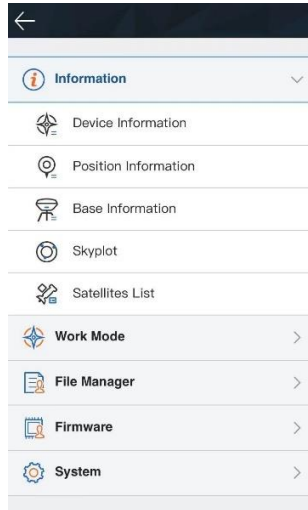 Information
Device Information
Position Information
Base Information
Skyplot
Satellites List
Work Mode
File Manager
Firmware
System